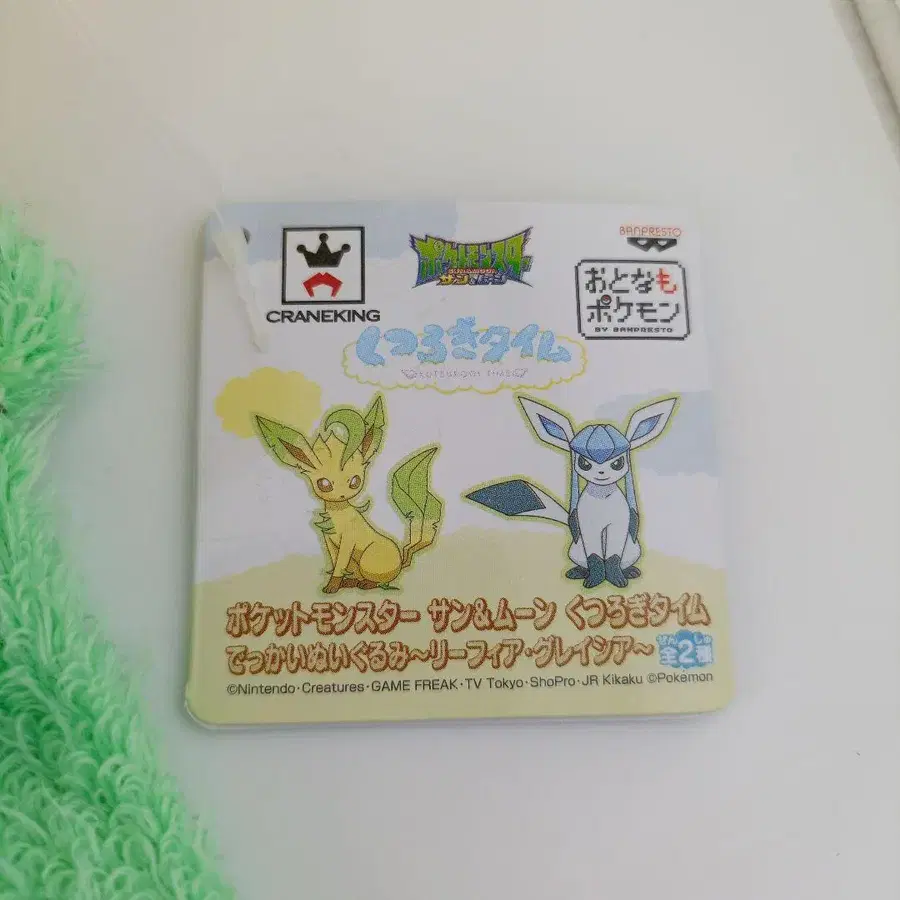 CRANEKING
ポケットモンスター
サン&ムーン
BANPRESTO
おとなも
ポケモン
BY BANPRESTO
くつろぎタイム
KUTSUROGI TIME
ポケットモンスター サン&ムーン くつろぎタイム
でっかいぬいぐるみ〜リーフィア・グレイシア〜
ぜん しゅ
全2種
©Nintendo・Creatures・GAME FREAK・TV Tokyo・ShoPro・JR Kikaku ©Pokémon